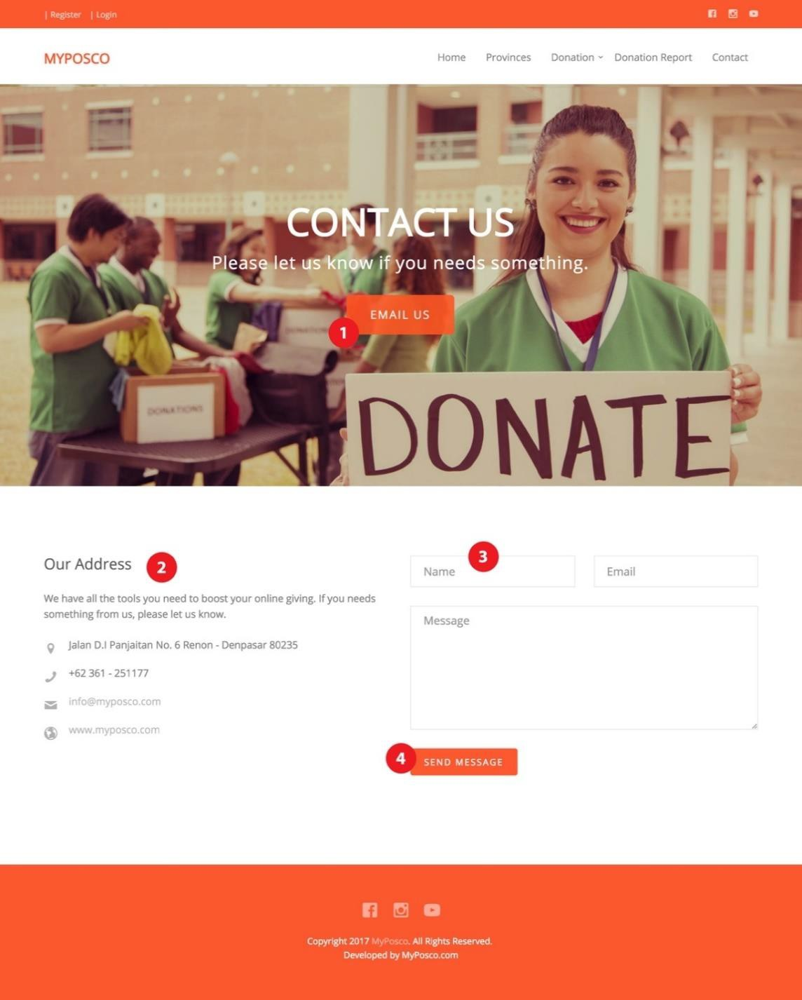 | Register | Login
MYPOSCO
Home Provinces Donation Donation Report Contact
CONTACT US
Please let us know if you needs something.
EMAIL US
1
DONATION
DONATIONS
DONATE
Our Address 2
We have all the tools you need to boost your online giving. If you needs
something from us, please let us know.
Jalan D.I Panjaitan No. 6 Renon - Denpasar 80235
+62 361 - 251177
info@myposco.com
www.myposco.com
3
Name Email
Message
4 SEND MESSAGE
Copyright 2017 MyPosco. All Rights Reserved.
Developed by MyPosco.com